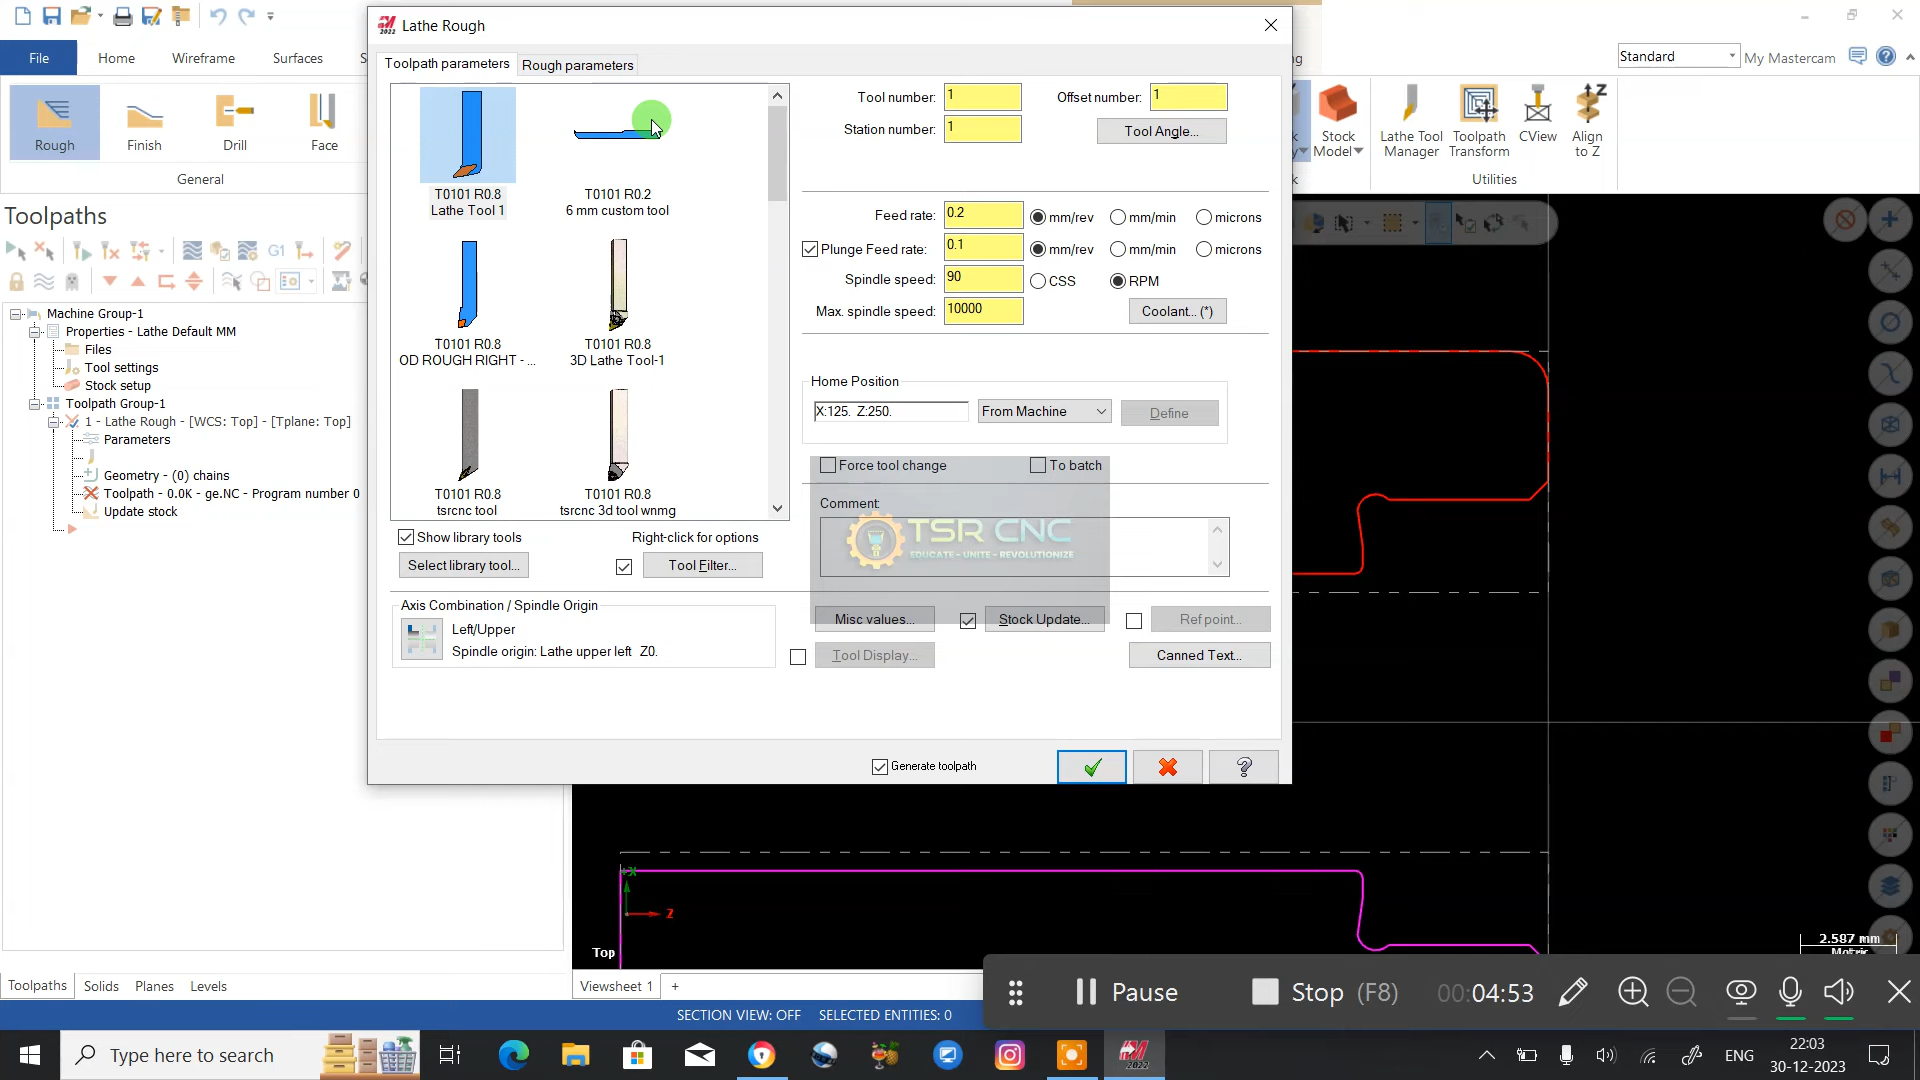 Lathe Rough
File
Home
Wireframe
Surfaces
S
ng
Standard
My Mastercam
Toolpath parameters
Rough parameters
Rough
Finish
Drill
Face
General
Stock
Model
Lathe Tool
Manager
Toolpath
Transform
CView
Align
to Z
Utilities
Toolpaths
G1
Machine Group-1
Properties - Lathe Default MM
Files
Tool settings
Stock setup
Toolpath Group-1
1 - Lathe Rough - [WCS: Top] - [Tplane: Top]
Parameters
Geometry - (0) chains
Toolpath - 0.0K - ge.NC - Program number 0
Update stock
T0101 R0.8
Lathe Tool 1
T0101 R0.2
6 mm custom tool
T0101 R0.8
OD ROUGH RIGHT - ...
T0101 R0.8
3D Lathe Tool-1
T0101 R0.8
tsrcnc tool
T0101 R0.8
tsrcnc 3d tool wnmg
Show library tools
Right-click for options
Select library tool...
Tool Filter...
Axis Combination / Spindle Origin
Left/Upper
Spindle origin: Lathe upper left Z0.
Tool number: 1
Offset number: 1
Station number: 1
Tool Angle...
Feed rate: 0.2 mm/rev mm/min microns
Plunge Feed rate: 0.1 mm/rev mm/min microns
Spindle speed: 90 CSS RPM
Max. spindle speed: 10000
Coolant... (*)
Home Position
X:125. Z:250.
From Machine
Define
Force tool change
To batch
Comment:
TSR CNC
EDUCATE - UNITE - REVOLUTIONIZE
Misc values...
Stock Update...
Ref point...
Tool Display...
Canned Text...
Generate toolpath
+X
Z
Top
2.587 mm
Metric
Toolpaths
Solids
Planes
Levels
Viewsheet 1
+
SECTION VIEW: OFF
SELECTED ENTITIES: 0
Pause
Stop (F8)
00:04:53
Type here to search
2022
ENG
22:03
30-12-2023